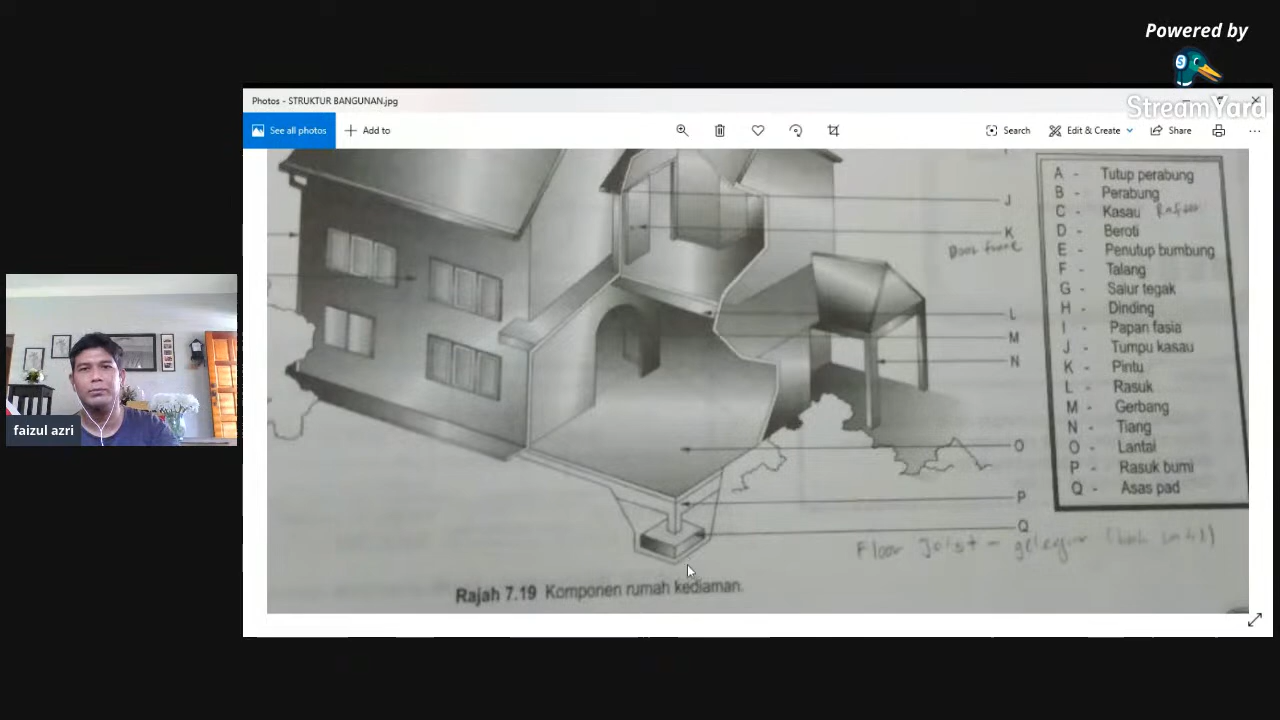 Powered by
StreamYard
Photos - STRUKTUR BANGUNAN.jpg
See all photos
Add to
Search
Edit & Create
Share
A - Tutup perabung
B - Perabung
C - Kasau
D - Beroti
E - Penutup bumbung
F - Talang
G - Salur tegak
H - Dinding
I - Papan fasia
J - Tumpu kasau
K - Pintu
L - Rasuk
M - Gerbang
N - Tiang
O - Lantai
P - Rasuk bumi
Q - Asas pad
J
K
Door frame
L
M
N
O
P
Q
Floor Joist -
Rajah 7.19 Komponen rumah kediaman.
faizul azri